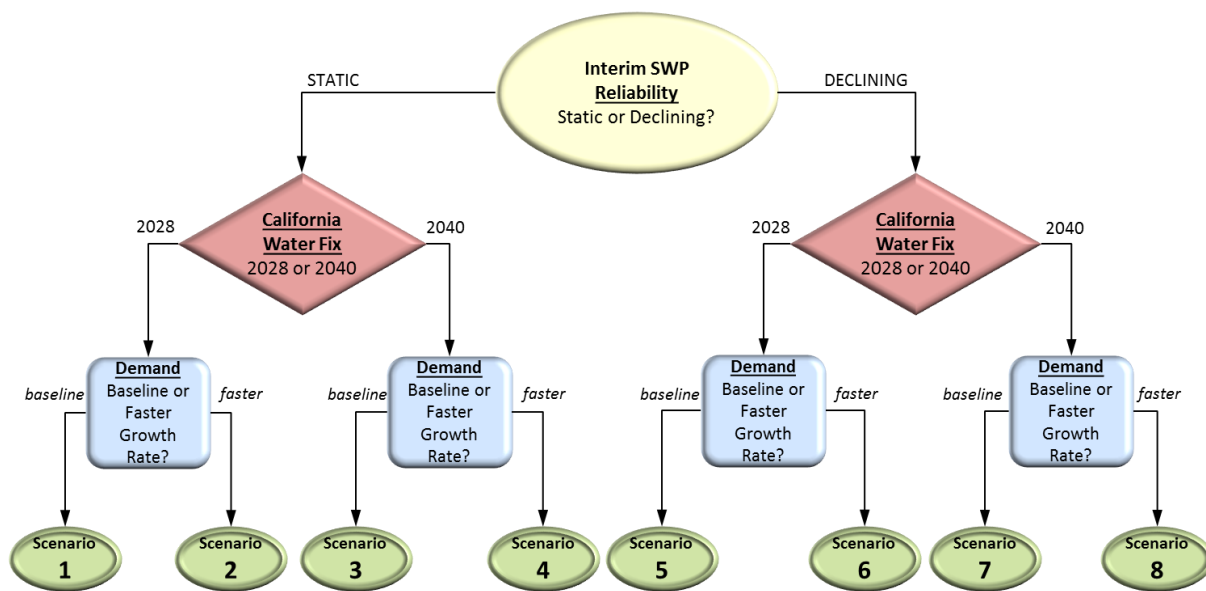 Interim SWP
Reliability
Static or Declining?
STATIC
DECLINING
California
Water Fix
2028 or 2040
2028
2040
California
Water Fix
2028 or 2040
2028
2040
Demand
Baseline or
Faster
Growth
Rate?
baseline
faster
Demand
Baseline or
Faster
Growth
Rate?
baseline
faster
Demand
Baseline or
Faster
Growth
Rate?
baseline
faster
Demand
Baseline or
Faster
Growth
Rate?
baseline
faster
Scenario
1
Scenario
2
Scenario
3
Scenario
4
Scenario
5
Scenario
6
Scenario
7
Scenario
8